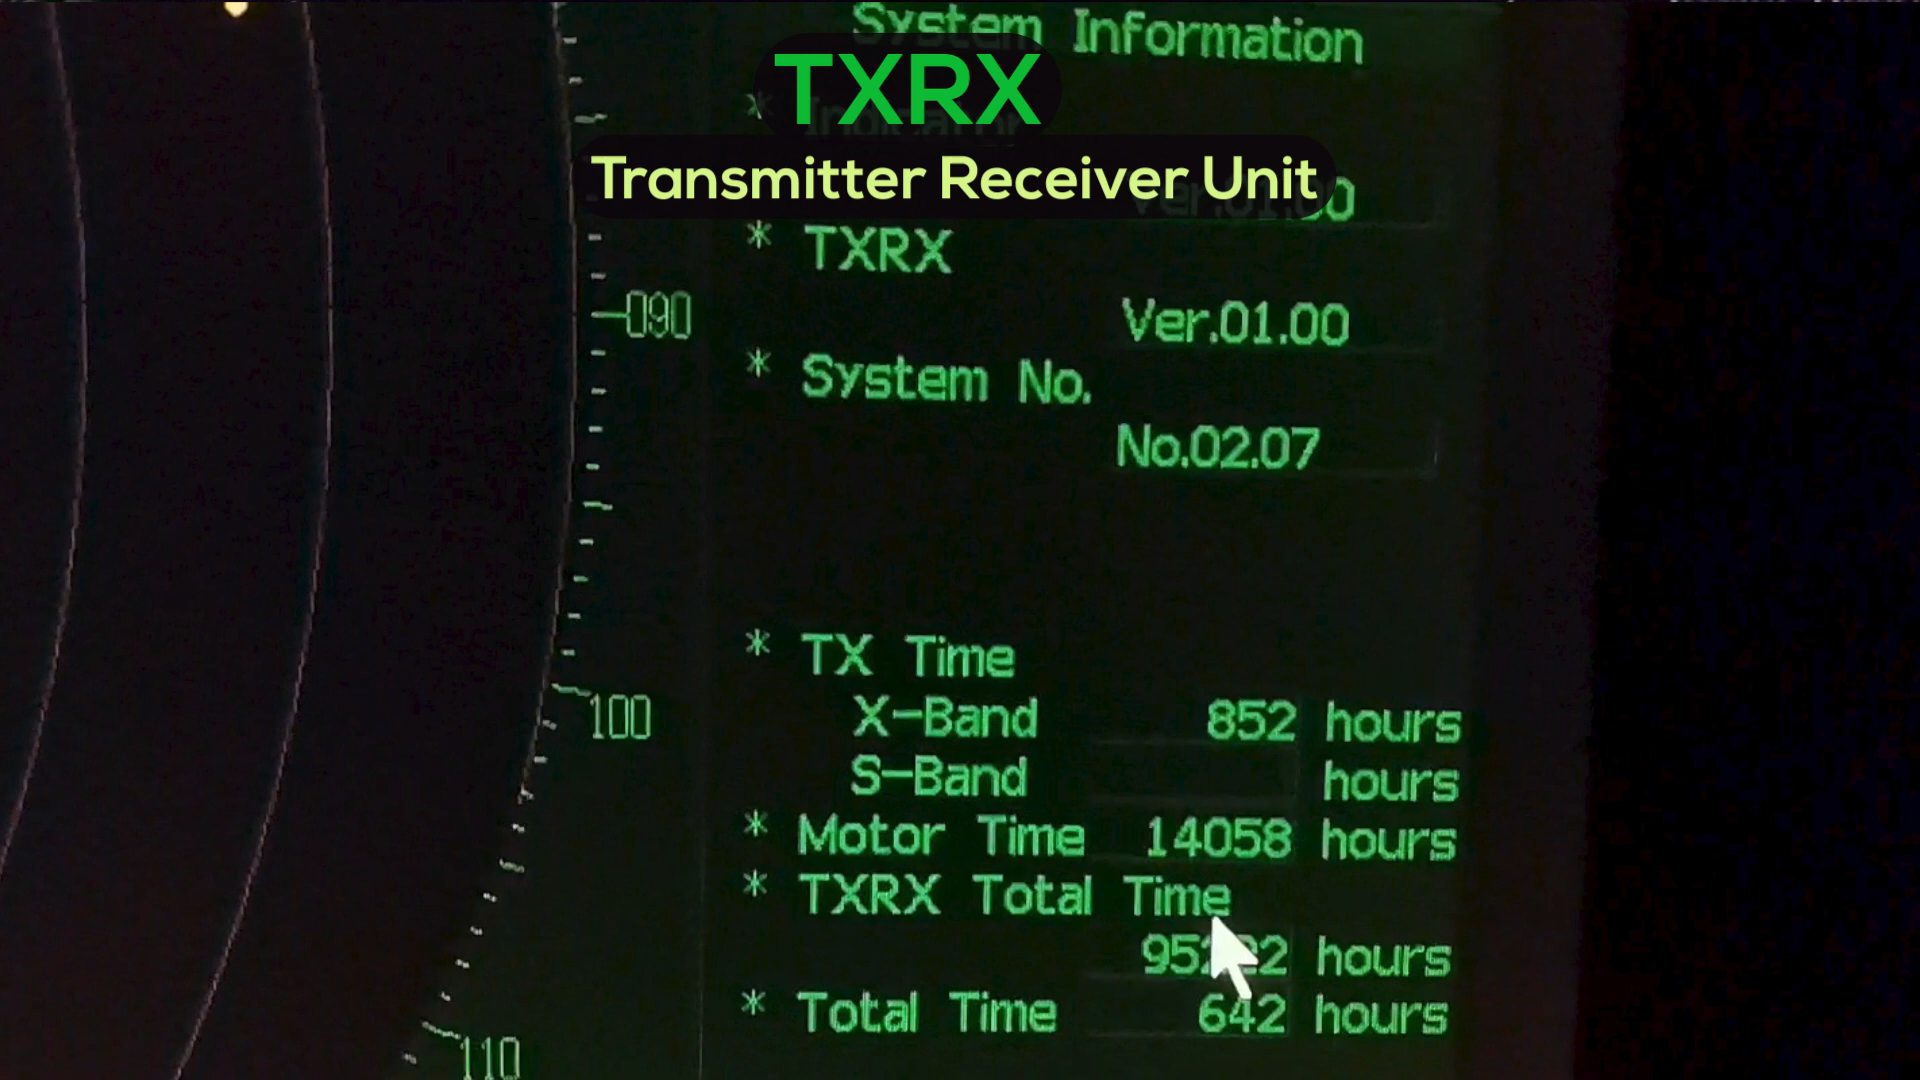 System Information
TXRX
Transmitter Receiver Unit
* TXRX
090
Ver.01.00
* System No.
No.02.07
* TX Time
100
X-Band 852 hours
S-Band hours
* Motor Time 14058 hours
* TXRX Total Time
hours
* Total Time 642 hours
110